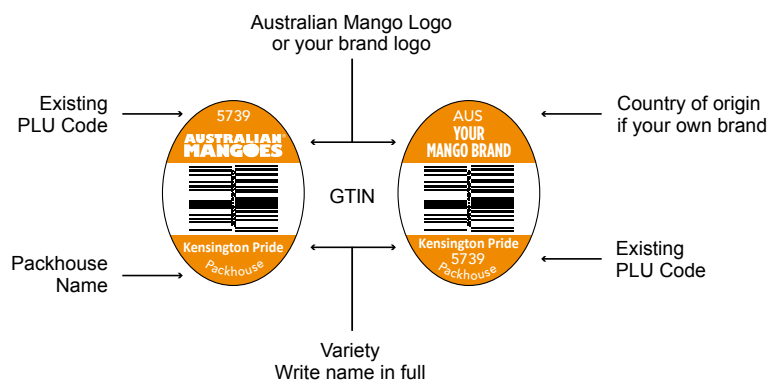 Australian Mango Logo
or your brand logo
Existing
PLU Code
5739
AUSTRALIAN
MANGOES
Kensington Pride
Packhouse
Packhouse
Name
GTIN
AUS
YOUR
MANGO BRAND
Kensington Pride
5739
Packhouse
Country of origin
if your own brand
Existing
PLU Code
Variety
Write name in full